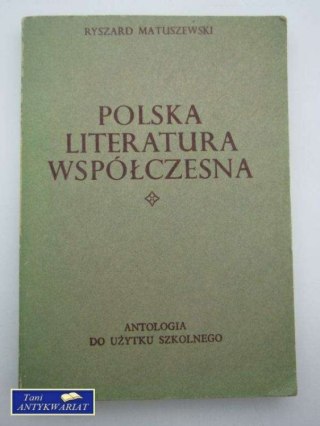 RYSZARD MATUSZEWSKI
POLSKA
LITERATURA
WSPÓŁCZESNA
ANTOLOGIA
DO UŻYTKU SZKOLNEGO
Tani
ANTYKWARIAT